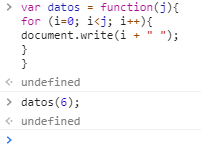 > var datos = function(j){
for (i=0; i<j; i++){
document.write(i + " ");
}
}
< undefined
> datos(6);
< undefined
>